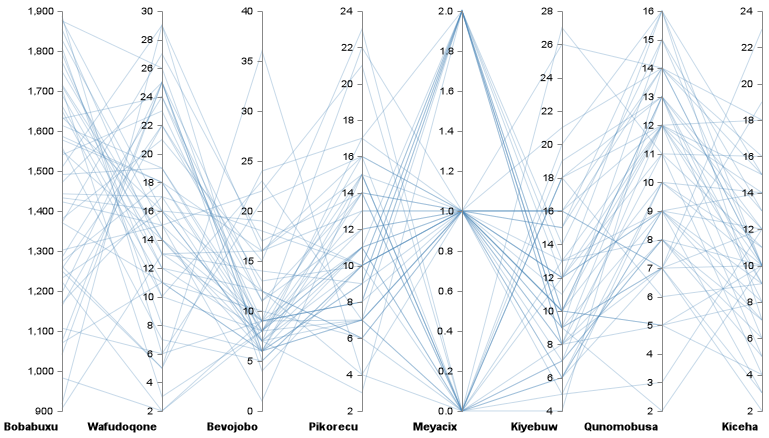 1,900 30 40 24 2.0 28 16 24
28 22 26 15 22
1,800 35 1.8 14
26 20 24 20
1,700 24 30 18 1.6 22 13 18
1,600 22 16 1.4 20 12 16
20 25 18 11
1,500 18 14 1.2 10 14
1,400 16 20 12 1.0 16 9 12
1,300 14 15 10 0.8 14 8 10
12 12 7
1,200 10 10 8 0.6 10 6 8
1,100 8 6 0.4 5 6
6 5 8 4
1,000 4 4 0.2 6 3 4
900 2 0 2 0.0 4 2 2
Bobabuxu Wafudoqone Bevojobo Pikorecu Meyacix Kiyebuw Qunomobusa Kiceha